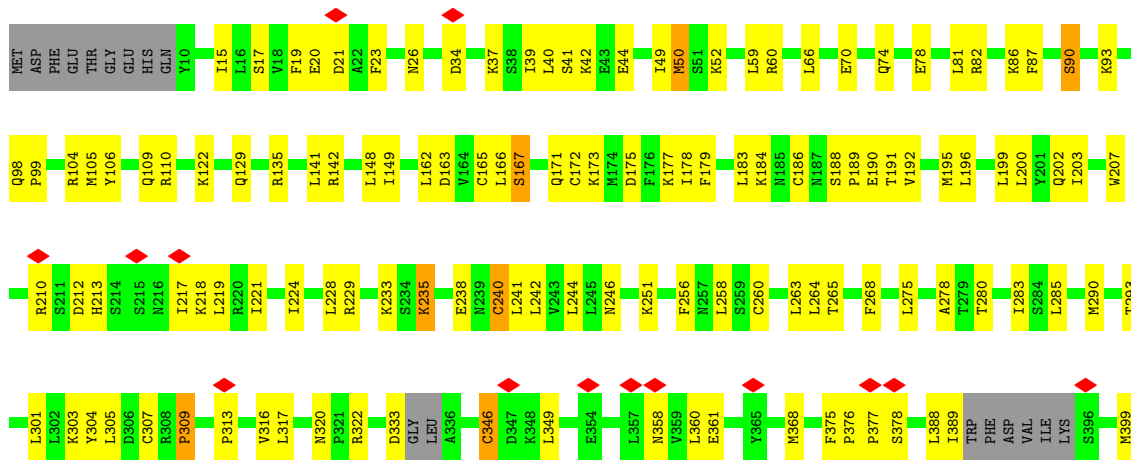 MET ASP PHE GLU THR GLY GLU HIS GLN Y10 I15 L16 S17 V18 F19 E20 D21 A22 F23 N26 D34 K37 S38 I39 L40 S41 K42 E43 E44 I49 M50 S51 K52 L59 R60 L66 E70 Q74 E78 L81 R82 K86 F87 S90 K93
Q98 P99 R104 M105 Y106 Q109 R110 K122 Q129 R135 L141 R142 L148 I149 L162 D163 V164 C165 L166 S167 Q171 C172 K173 M174 D175 F176 K177 I178 F179 L183 K184 N185 C186 N187 S188 P189 E190 T191 V192 M195 L196 L199 L200 Y201 Q202 I203 W207
R210 S211 D212 H213 S214 S215 N216 I217 K218 L219 R220 I221 I224 L228 R229 K233 S234 K235 E238 N239 C240 L241 L242 V243 L244 L245 N246 K251 F256 N257 L258 S259 C260 L263 L264 T265 F268 L275 A278 T279 T280 I283 S284 L285 M290 T293
L301 L302 K303 Y304 L305 D306 C307 R308 P309 P313 V316 L317 N320 P321 R322 D333 GLY LEU A336 C346 D347 K348 L349 E354 L357 N358 V359 L360 E361 Y365 M368 F375 P376 P377 S378 L388 I389 TRP PHE ASP VAL ILE LYS S396 M399